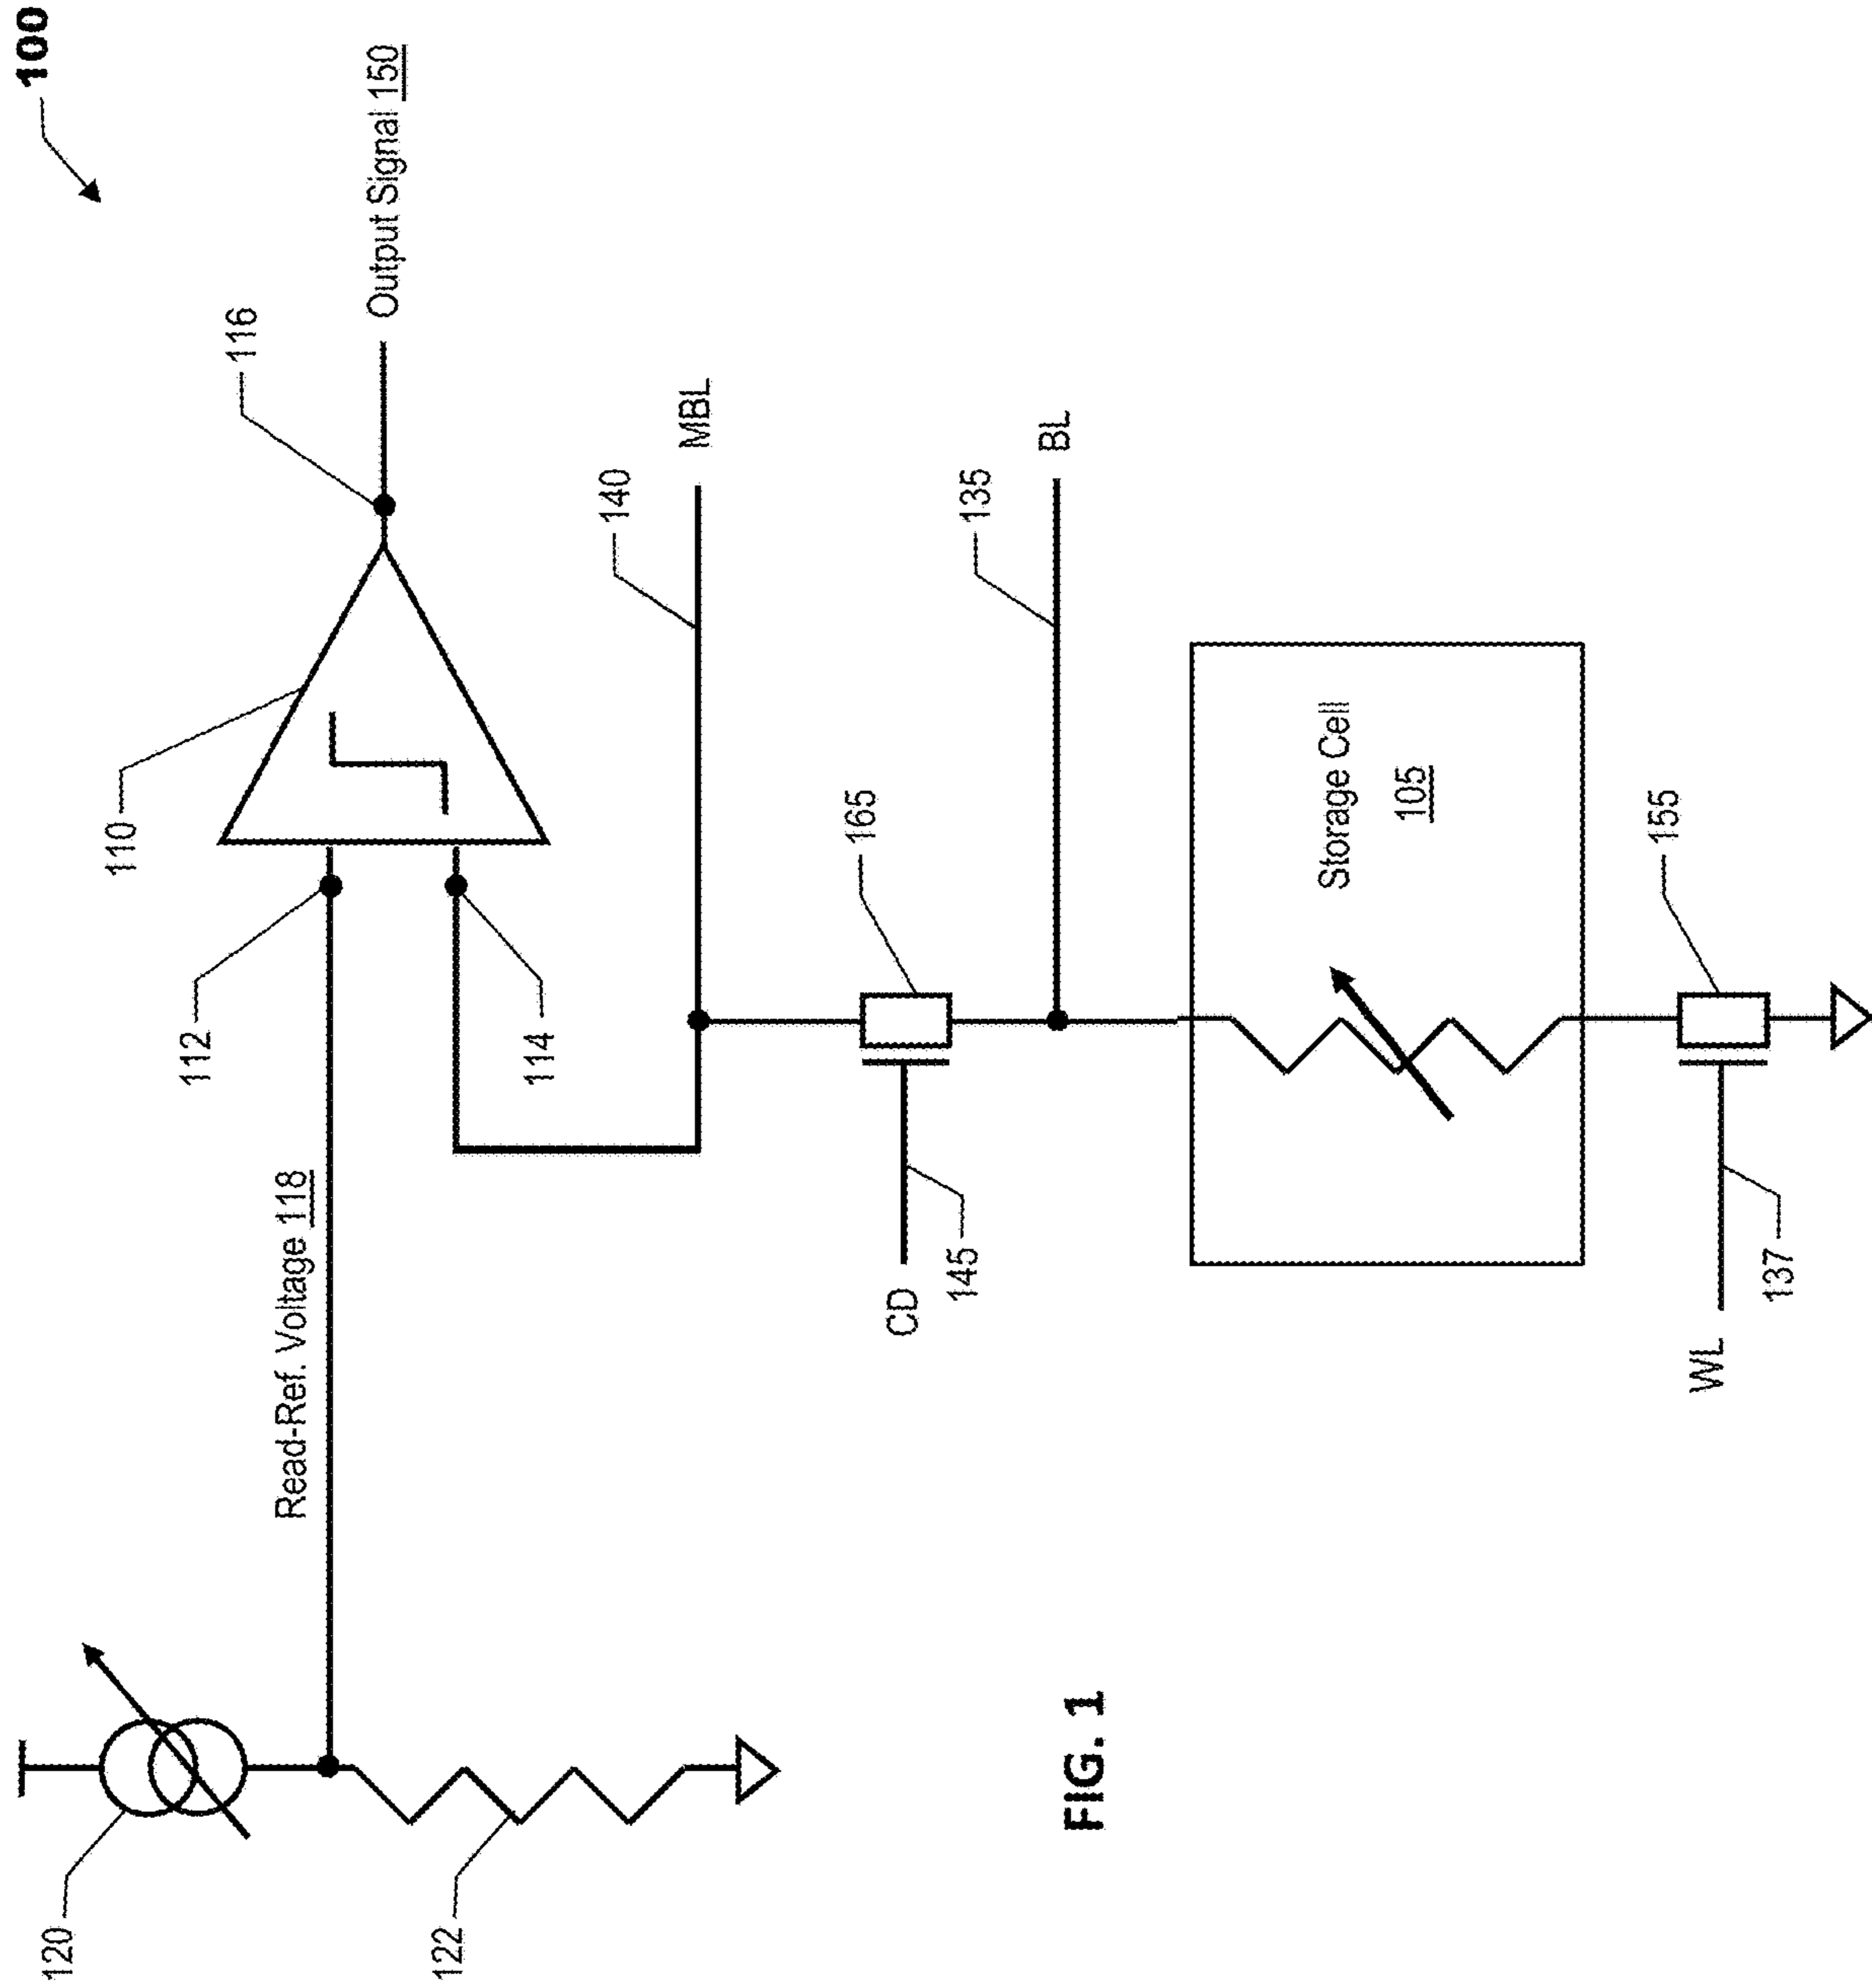 100
Output Signal 150
116
110
112
114
Read-Ref. Voltage 118
120
122
140
MBL
165
CD
145
135
BL
Storage Cell
105
155
WL
137
FIG. 1